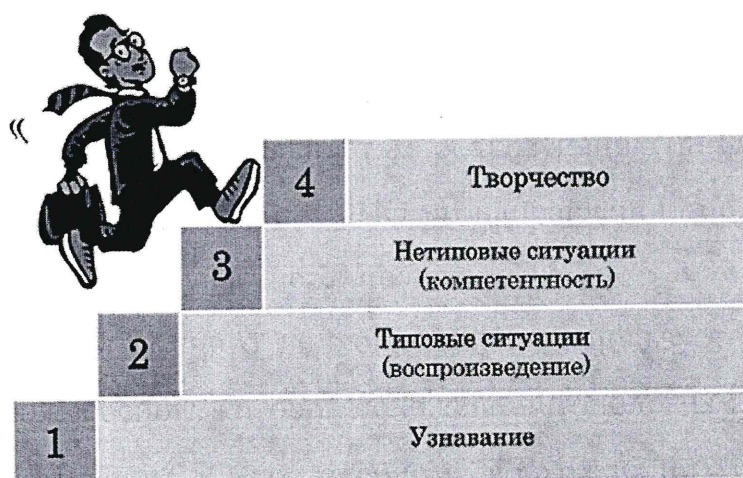 4 Творчество
3 Нетиповые ситуации
(компетентность)
2 Типовые ситуации
(воспроизведение)
1 Узнавание